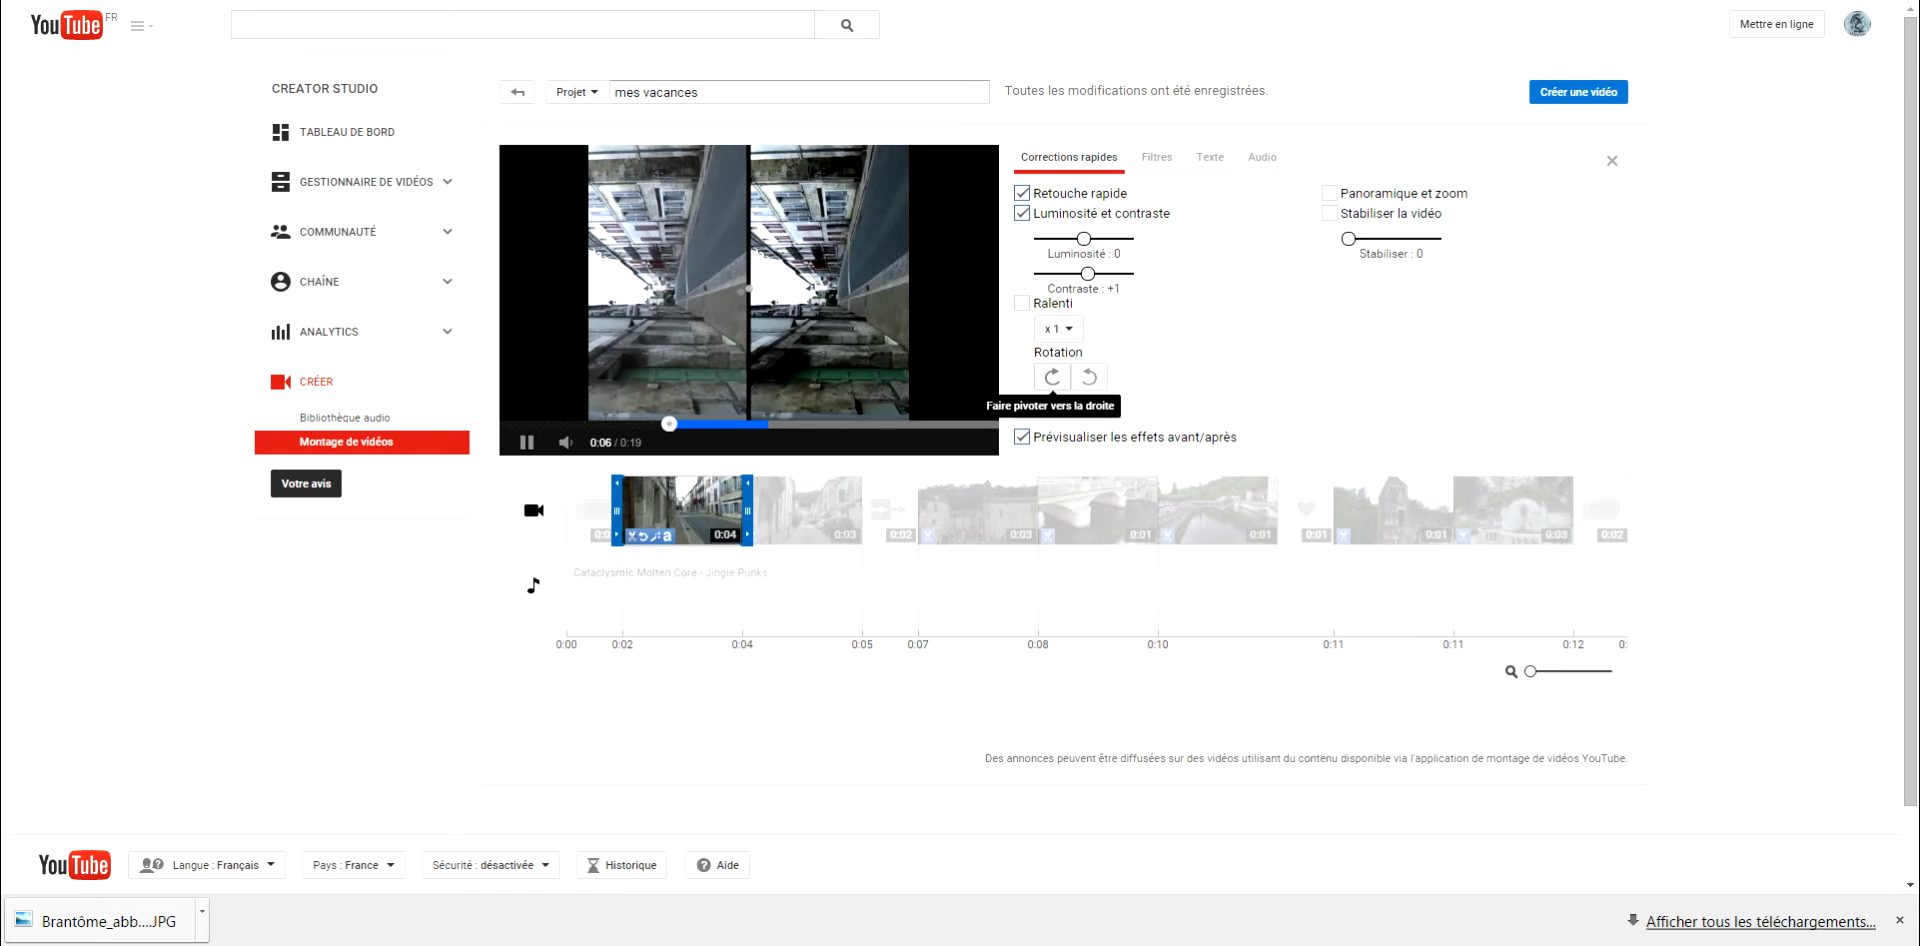 YouTube FR
Mettre en ligne
CREATOR STUDIO
TABLEAU DE BORD
GESTIONNAIRE DE VIDÉOS
COMMUNAUTÉ
CHAÎNE
ANALYTICS
CRÉER
Bibliothèque audio
Montage de vidéos
Votre avis
Projet mes vacances
Toutes les modifications ont été enregistrées.
Créer une vidéo
0:06 / 0:19
Corrections rapides Filtres Texte Audio
Retouche rapide
Luminosité et contraste
Luminosité : 0
Contraste : +1
Ralenti
x 1
Rotation
Faire pivoter vers la droite
Prévisualiser les effets avant/après
Panoramique et zoom
Stabiliser la vidéo
Stabiliser : 0
a 0:04 0:03 0:02 0:03 0:01 0:01 0:01 0:01 0:03 0:02
Cataclysmic Molten Core - Jingle Punks
0:00 0:02 0:04 0:05 0:07 0:08 0:10 0:11 0:11 0:12 0:
Des annonces peuvent être diffusées sur des vidéos utilisant du contenu disponible via l'application de montage de vidéos YouTube.
YouTube
Langue : Français
Pays : France
Sécurité : désactivée
Historique
Aide
Brantôme_abb....JPG
Afficher tous les téléchargements...